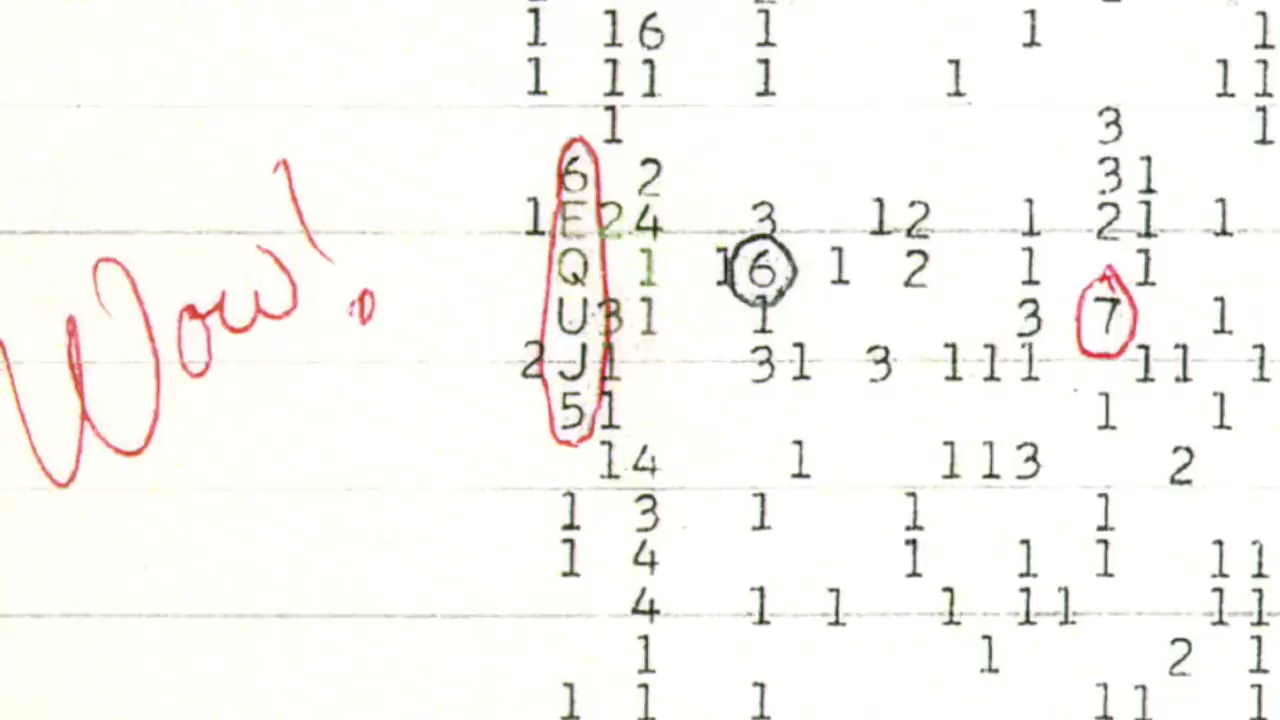 1 16 1 1 1
1 11 1 1 11
1 3 1
6 2 31
1E24 3 12 1 21 1
Q 1 16 1 2 1 1
U31 1 3 7 1
2J1 31 3 111 11 1
51 1 1
14 1 113 2
1 3 1 1 1
1 4 1 1 1 11
4 1 1 1 11 11
1 1 2 1
1 1 1 11 1
Wow!